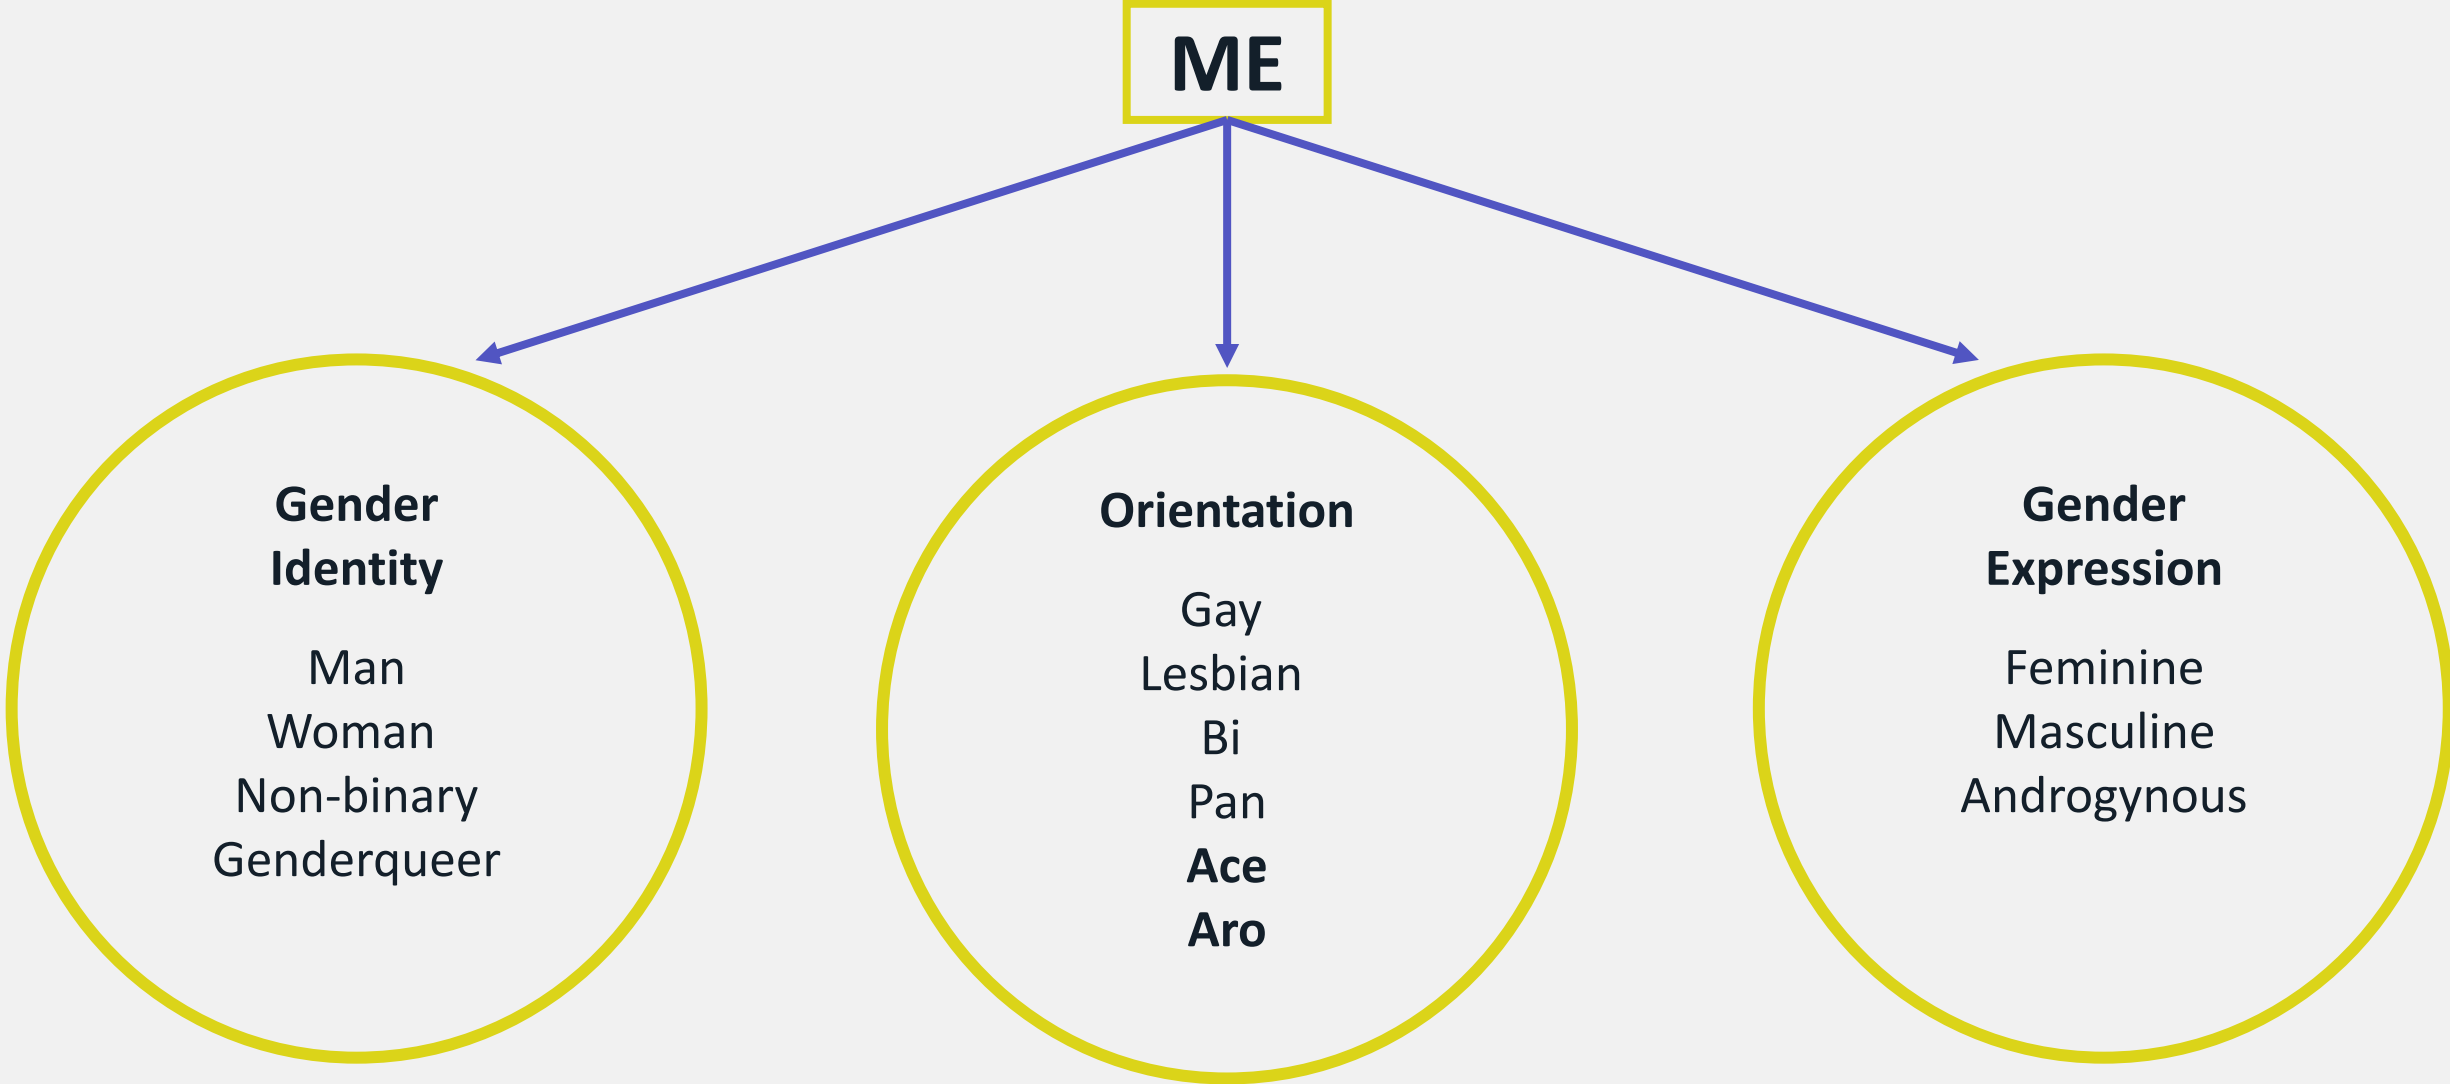 ME
Gender
Identity
Man
Woman
Non-binary
Genderqueer
Orientation
Gay
Lesbian
Bi
Pan
Ace
Aro
Gender
Expression
Feminine
Masculine
Androgynous